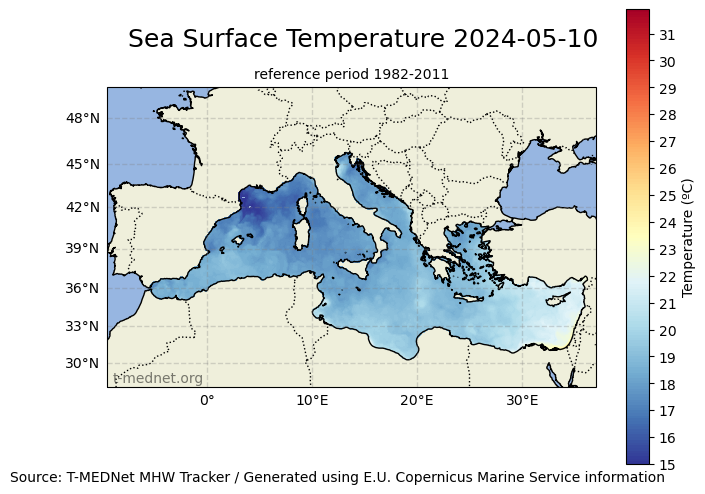 Sea Surface Temperature 2024-05-10
reference period 1982-2011
48°N
45°N
42°N
39°N
36°N
33°N
30°N
t-mednet.org
0°
10°E
20°E
30°E
31
30
29
28
27
26
25
24
23
22
21
20
19
18
17
16
15
Temperature (ºC)
Source: T-MEDNet MHW Tracker / Generated using E.U. Copernicus Marine Service information